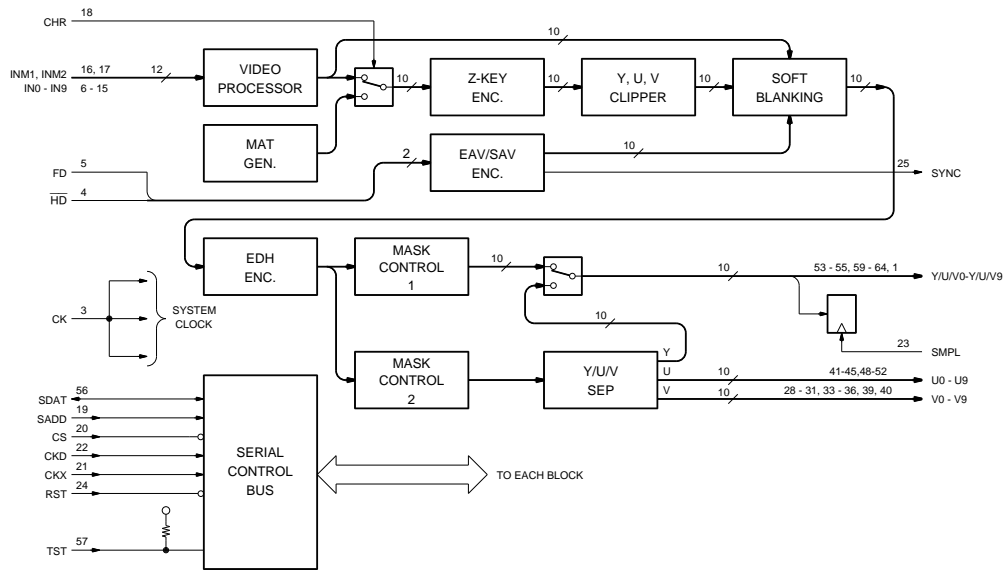 CHR
18
INM1, INM2
IN0 - IN9
16, 17
6 - 15
12
VIDEO
PROCESSOR
MAT
GEN.
10
10
Z-KEY
ENC.
10
Y, U, V
CLIPPER
10
SOFT
BLANKING
10
FD
5
HD
4
2
EAV/SAV
ENC.
10
25
SYNC
EDH
ENC.
MASK
CONTROL
1
10
10
53 - 55, 59 - 64, 1
Y/U/V0-Y/U/V9
CK
3
SYSTEM
CLOCK
10
23
SMPL
MASK
CONTROL
2
Y/U/V
SEP
Y
U
V
10
41-45,48-52
U0 - U9
10
28 - 31, 33 - 36, 39, 40
V0 - V9
SDAT
56
SADD
19
CS
20
CKD
22
CKX
21
RST
24
TST
57
SERIAL
CONTROL
BUS
TO EACH BLOCK